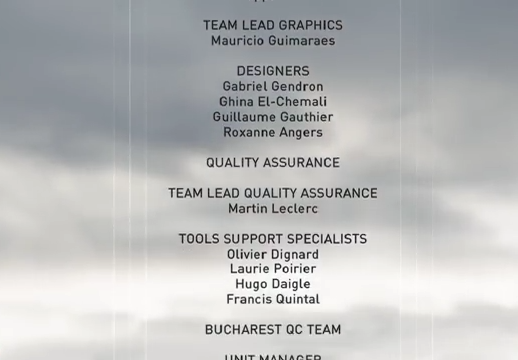 TEAM LEAD GRAPHICS
Mauricio Guimaraes
DESIGNERS
Gabriel Gendron
Ghina El-Chemali
Guillaume Gauthier
Roxanne Angers
QUALITY ASSURANCE
TEAM LEAD QUALITY ASSURANCE
Martin Leclerc
TOOLS SUPPORT SPECIALISTS
Olivier Dignard
Laurie Poirier
Hugo Daigle
Francis Quintal
BUCHAREST QC TEAM
UNIT MANAGER